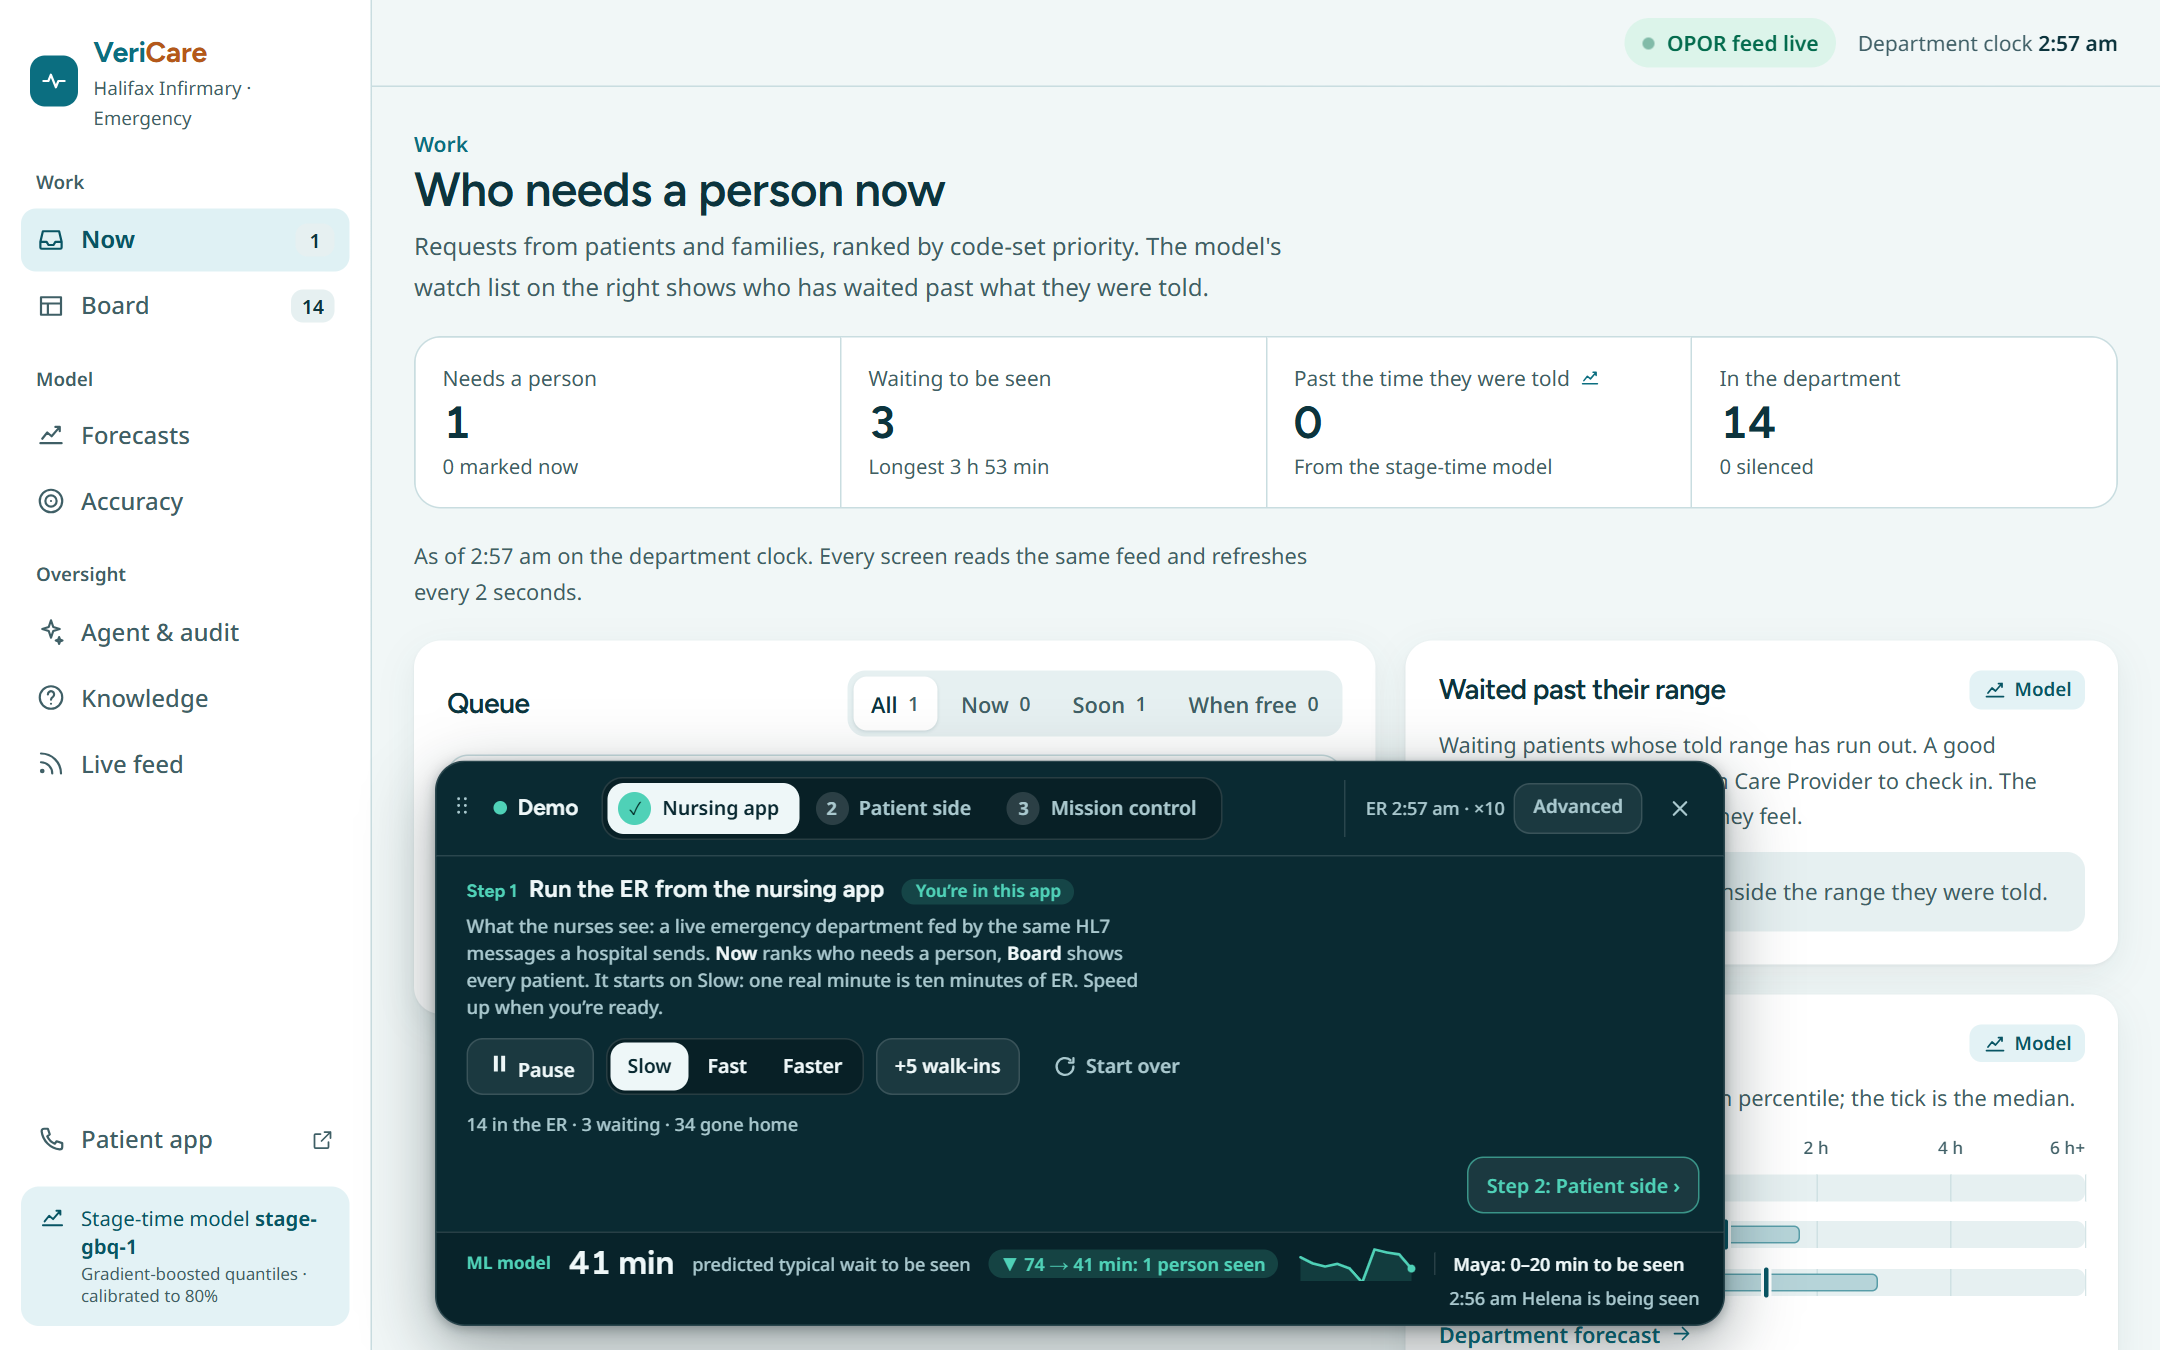 VeriCare
Halifax Infirmary ·
Emergency
Work
Now 1
Board 14
Model
Forecasts
Accuracy
Oversight
Agent & audit
Knowledge
Live feed
Patient app
Stage-time model stage-
gbq-1
Gradient-boosted quantiles ·
calibrated to 80%
OPOR feed live
Department clock 2:57 am
Work
Who needs a person now
Requests from patients and families, ranked by code-set priority. The model's
watch list on the right shows who has waited past what they were told.
Needs a person
1
0 marked now
Waiting to be seen
3
Longest 3 h 53 min
Past the time they were told
0
From the stage-time model
In the department
14
0 silenced
As of 2:57 am on the department clock. Every screen reads the same feed and refreshes
every 2 seconds.
Queue
All 1 Now 0 Soon 1 When free 0
Waited past their range
Model
Waiting patients whose told range has run out. A good
Care Provider to check in. The
they feel.
inside the range they were told.
Model
percentile; the tick is the median.
2 h 4 h 6 h+
Department forecast →
Demo
✓ Nursing app 2 Patient side 3 Mission control
ER 2:57 am · ×10
Advanced
Step 1 Run the ER from the nursing app You're in this app
What the nurses see: a live emergency department fed by the same HL7
messages a hospital sends. Now ranks who needs a person, Board shows
every patient. It starts on Slow: one real minute is ten minutes of ER. Speed
up when you're ready.
Pause Slow Fast Faster +5 walk-ins Start over
14 in the ER · 3 waiting · 34 gone home
Step 2: Patient side ›
ML model 41 min predicted typical wait to be seen ▼ 74 → 41 min: 1 person seen
Maya: 0–20 min to be seen
2:56 am Helena is being seen